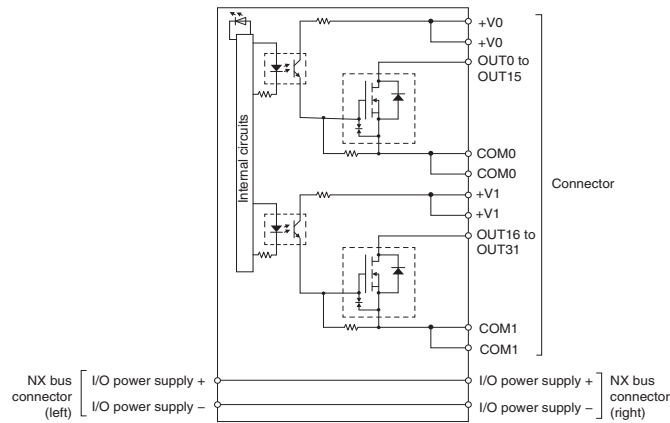 +V0
+V0
OUT0 to
OUT15
COM0
COM0
Internal circuits
Connector
+V1
+V1
OUT16 to
OUT31
COM1
COM1
NX bus
connector
(left)
I/O power supply +
I/O power supply –
I/O power supply +
I/O power supply –
NX bus
connector
(right)